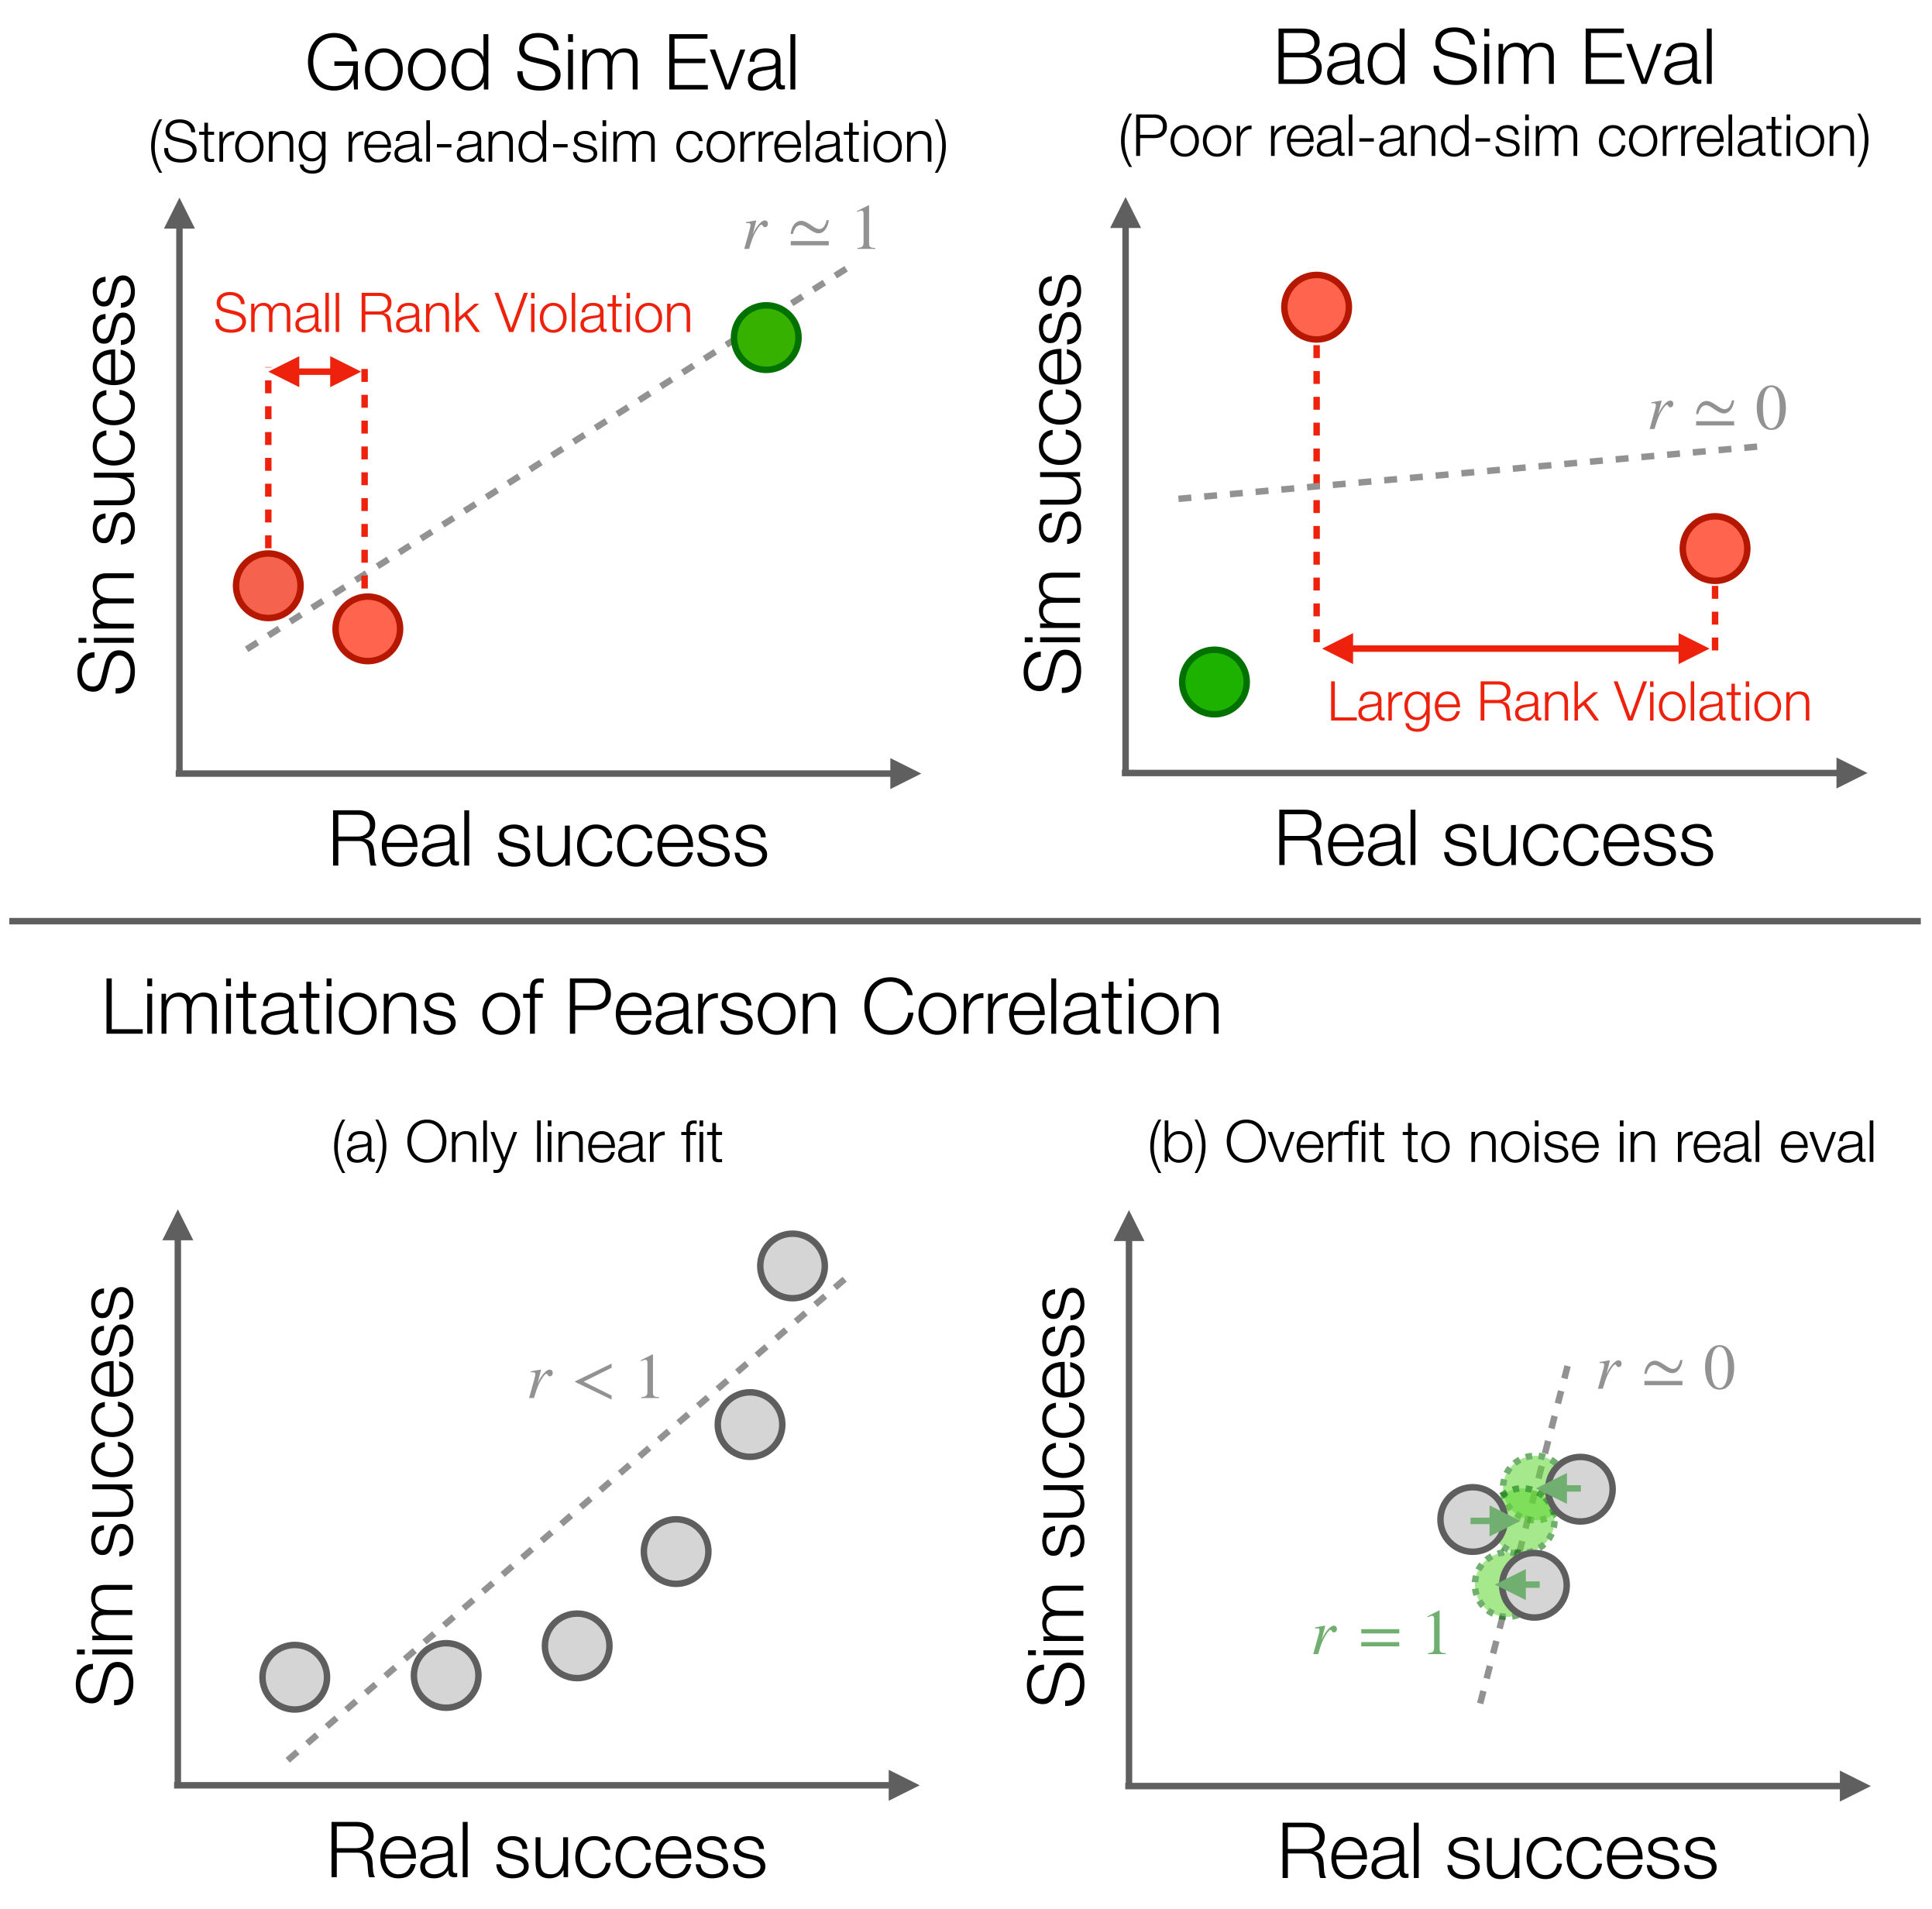 Good Sim Eval
(Strong real-and-sim correlation)
r ≃ 1
Small Rank Violation
Sim success
Real success
Bad Sim Eval
(Poor real-and-sim correlation)
r ≃ 0
Large Rank Violation
Sim success
Real success
Limitations of Pearson Correlation
(a) Only linear fit
r < 1
Sim success
Real success
(b) Overfit to noise in real eval
r ≃ 0
r = 1
Sim success
Real success